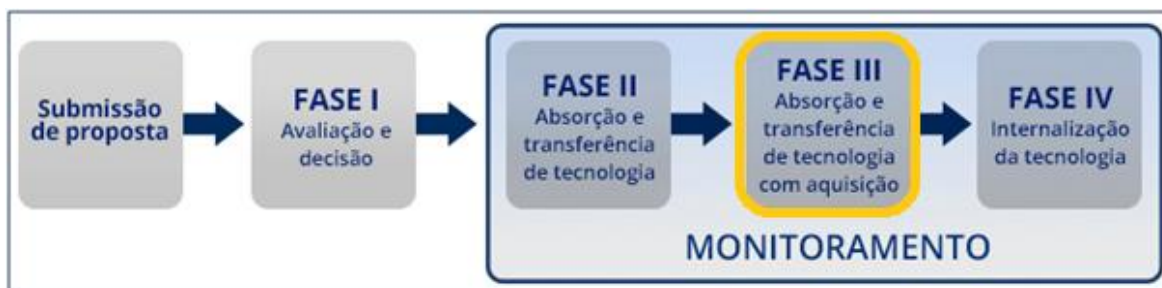 Submissão
de proposta
FASE I
Avaliação e
decisão
FASE II
Absorção e
transferência
de tecnologia
FASE III
Absorção e
transferência
de tecnologia
com aquisição
FASE IV
Internalização
da tecnologia
MONITORAMENTO